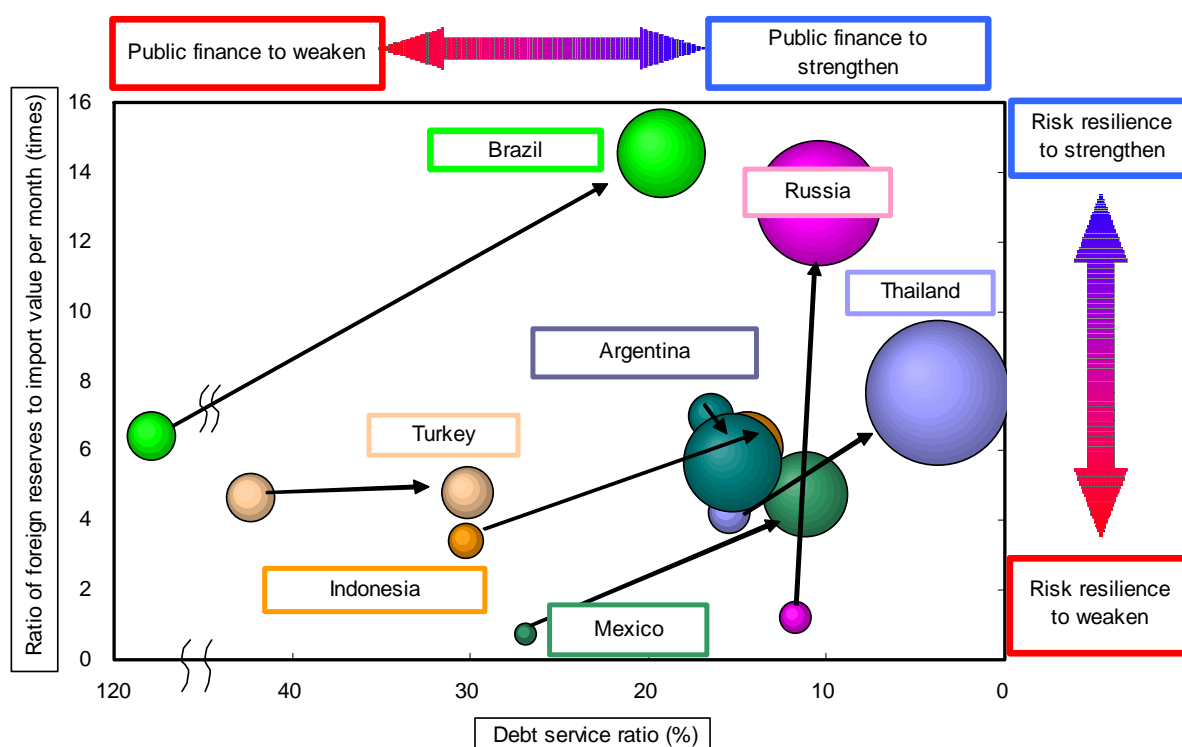 Public finance to weaken
Public finance to
strengthen
Ratio of foreign reserves to import value per month (times)
16
14
12
10
8
6
4
2
0
Brazil
Russia
Thailand
Argentina
Turkey
Indonesia
Mexico
Risk resilience
to strengthen
Risk resilience
to weaken
120
40
30
20
10
0
Debt service ratio (%)